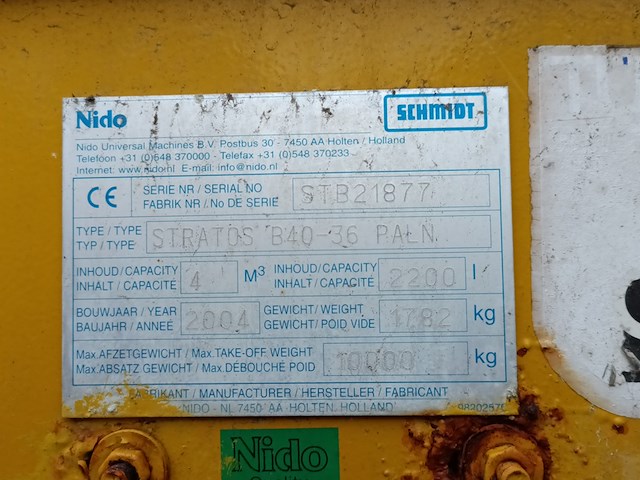 Nido SCHMIDT
Nido Universal Machines B.V. Postbus 30 - 7450 AA Holten / Holland
Telefoon +31 (0)548 370000 - Telefax +31 (0)548 370233
Internet: www.nido.nl E-mail: info@nido.nl
CE
SERIE NR / SERIAL NO STB21877
FABRIK NR / .No DE SERIE
TYPE / TYPE STRATOS B40-36 PALN
TYP / TYPE
INHOUD / CAPACITY 4 M³ INHOUD / CAPACITY 2200 l
INHALT / CAPACITÉ INHALT / CAPACITÉ
BOUWJAAR / YEAR 2004 GEWICHT / WEIGHT 1782 kg
BAUJAHR / ANNEE GEWICHT / POID VIDE
Max. AFZETGEWICHT / Max. TAKE-OFF WEIGHT 10000 kg
Max. ABSATZ GEWICHT / Max. DÉBOUCHE POID
FABRIKANT / MANUFACTURER / HERSTELLER / FABRICANT
NIDO - NL 7450 AA HOLTEN, HOLLAND
Nido